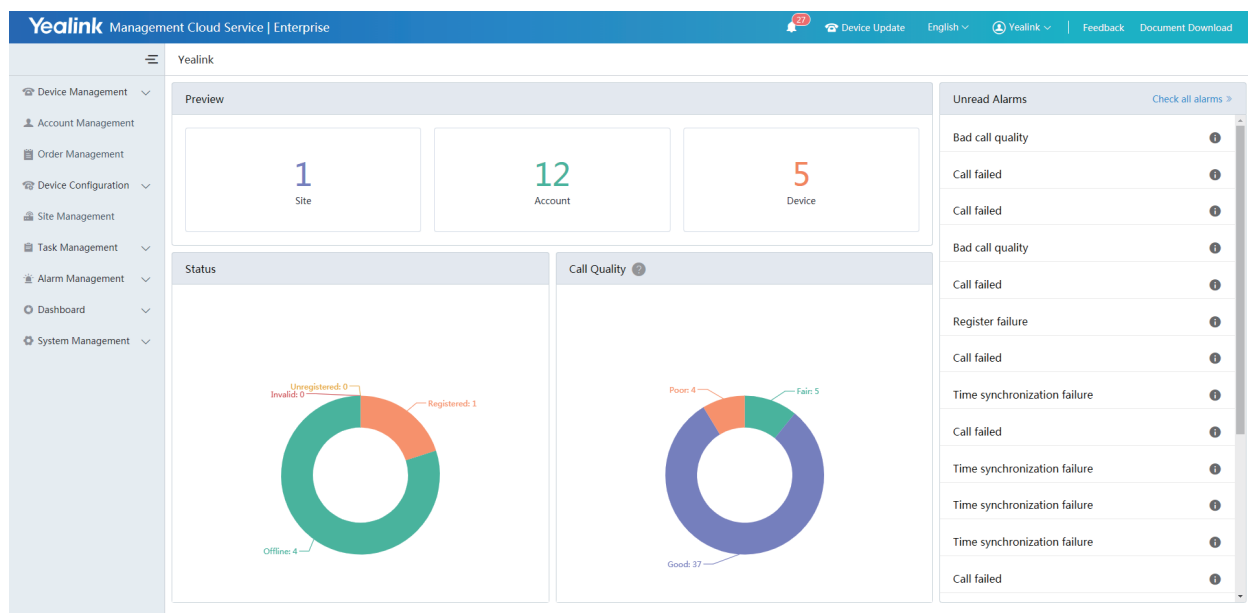 Yealink Management Cloud Service | Enterprise
27
Device Update
English
Yealink
Feedback
Document Download
Yealink
Device Management
Account Management
Order Management
Device Configuration
Site Management
Task Management
Alarm Management
Dashboard
System Management
Preview
1
Site
12
Account
5
Device
Status
Unregistered: 0
Invalid: 0
Registered: 1
Offline: 4
Call Quality ?
Poor: 4
Fair: 5
Good: 37
Unread Alarms
Check all alarms »
Bad call quality
Call failed
Call failed
Bad call quality
Call failed
Register failure
Call failed
Time synchronization failure
Call failed
Time synchronization failure
Time synchronization failure
Time synchronization failure
Call failed